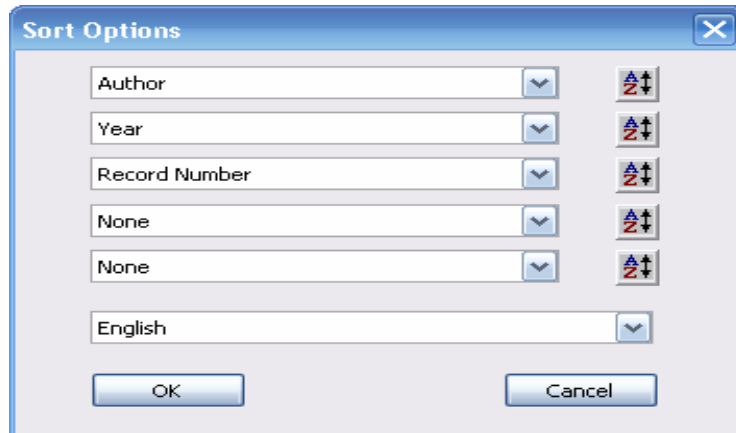 Sort Options
Author
A Z
Year
A Z
Record Number
A Z
None
A Z
None
A Z
English
OK Cancel